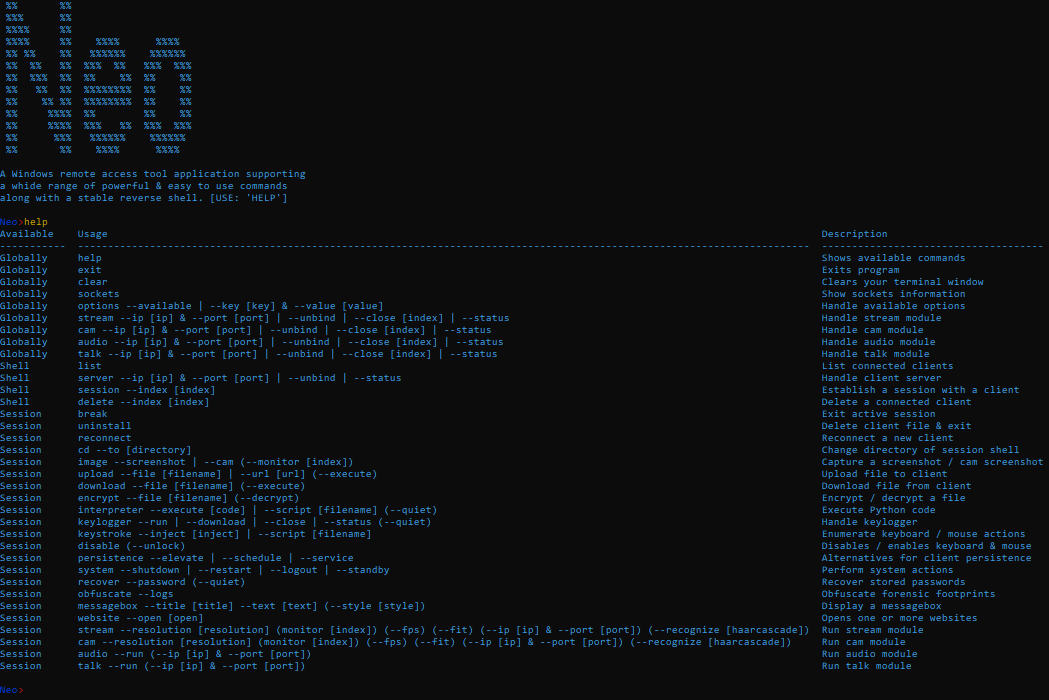 Neo
A Windows remote access tool application supporting
a whide range of powerful & easy to use commands
along with a stable reverse shell. [USE: 'HELP']
Neo>help
Available Usage Description
----------- -------------------------------------------------------------------------------------------------------------------------- -------------------------------------
Globally help Shows available commands
Globally exit Exits program
Globally clear Clears your terminal window
Globally sockets Show sockets information
Globally options --available | --key [key] & --value [value] Handle available options
Globally stream --ip [ip] & --port [port] | --unbind | --close [index] | --status Handle stream module
Globally cam --ip [ip] & --port [port] | --unbind | --close [index] | --status Handle cam module
Globally audio --ip [ip] & --port [port] | --unbind | --close [index] | --status Handle audio module
Globally talk --ip [ip] & --port [port] | --unbind | --close [index] | --status Handle talk module
Shell list List connected clients
Shell server --ip [ip] & --port [port] | --unbind | --status Handle client server
Shell session --index [index] Establish a session with a client
Shell delete --index [index] Delete a connected client
Session break Exit active session
Session uninstall Delete client file & exit
Session reconnect Reconnect a new client
Session cd --to [directory] Change directory of session shell
Session image --screenshot | --cam (--monitor [index]) Capture a screenshot / cam screenshot
Session upload --file [filename] | --url [url] (--execute) Upload file to client
Session download --file [filename] (--execute) Download file from client
Session encrypt --file [filename] (--decrypt) Encrypt / decrypt a file
Session interpreter --execute [code] | --script [filename] (--quiet) Execute Python code
Session keylogger --run | --download | --close | --status (--quiet) Handle keylogger
Session keystroke --inject [inject] | --script [filename] Enumerate keyboard / mouse actions
Session disable (--unlock) Disables / enables keyboard & mouse
Session persistence --elevate | --schedule | --service Alternatives for client persistence
Session system --shutdown | --restart | --logout | --standby Perform system actions
Session recover --password (--quiet) Recover stored passwords
Session obfuscate --logs Obfuscate forensic footprints
Session messagebox --title [title] --text [text] (--style [style]) Display a messagebox
Session website --open [open] Opens one or more websites
Session stream --resolution [resolution] (monitor [index]) (--fps) (--fit) (--ip [ip] & --port [port]) (--recognize [haarcascade]) Run stream module
Session cam --resolution [resolution] (monitor [index]) (--fps) (--fit) (--ip [ip] & --port [port]) (--recognize [haarcascade]) Run cam module
Session audio --run (--ip [ip] & --port [port]) Run audio module
Session talk --run (--ip [ip] & --port [port]) Run talk module
Neo>